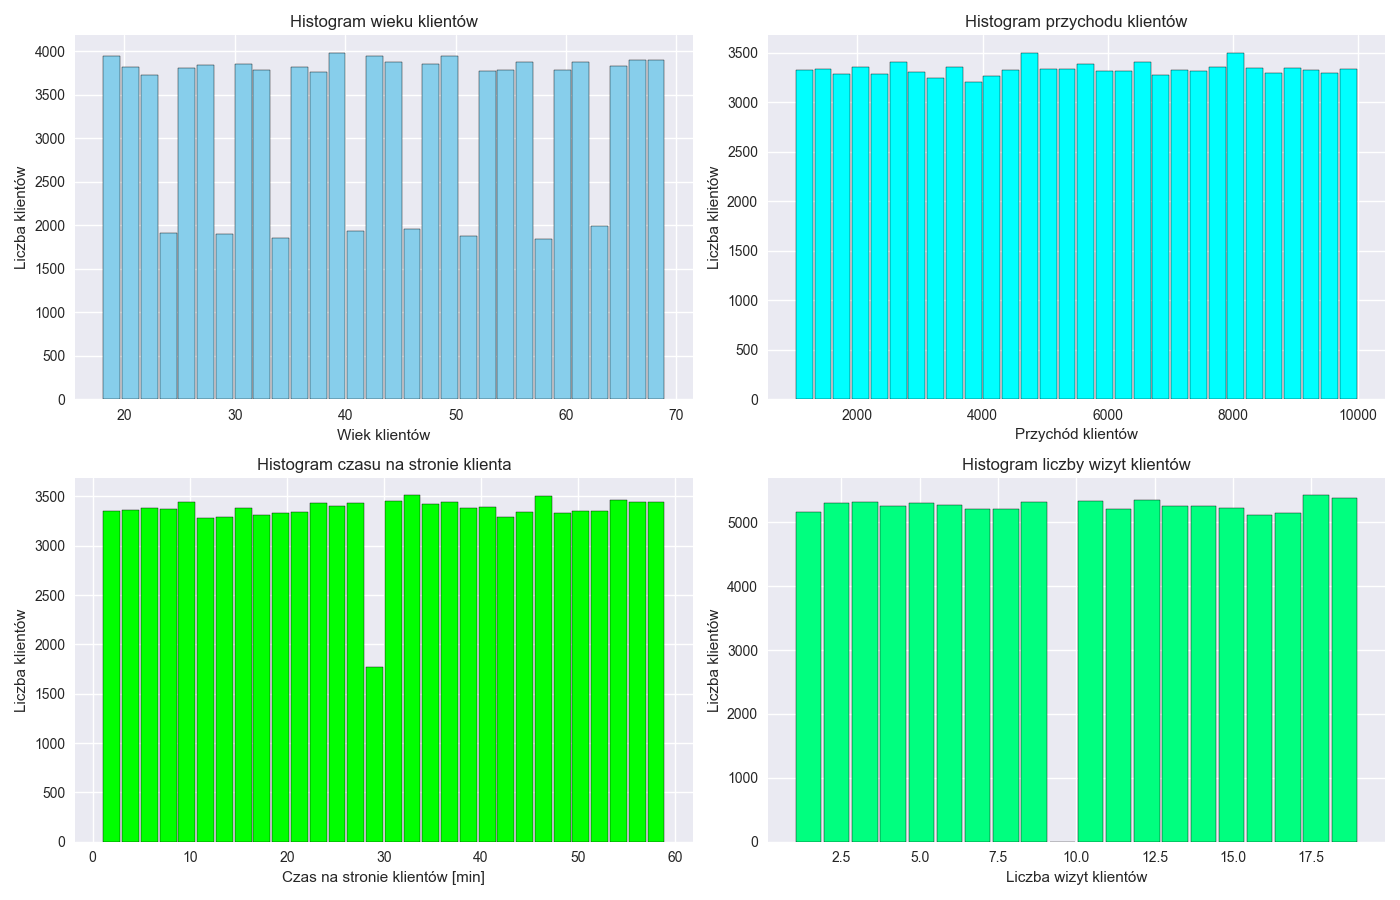 Histogram wieku klientów
4000
3500
3000
2500
2000
1500
1000
500
0
Liczba klientów
20 30 40 50 60 70
Wiek klientów
Histogram przychodu klientów
3500
3000
2500
2000
1500
1000
500
0
Liczba klientów
2000 4000 6000 8000 10000
Przychód klientów
Histogram czasu na stronie klienta
3500
3000
2500
2000
1500
1000
500
0
Liczba klientów
0 10 20 30 40 50 60
Czas na stronie klientów [min]
Histogram liczby wizyt klientów
5000
4000
3000
2000
1000
0
Liczba klientów
2.5 5.0 7.5 10.0 12.5 15.0 17.5
Liczba wizyt klientów